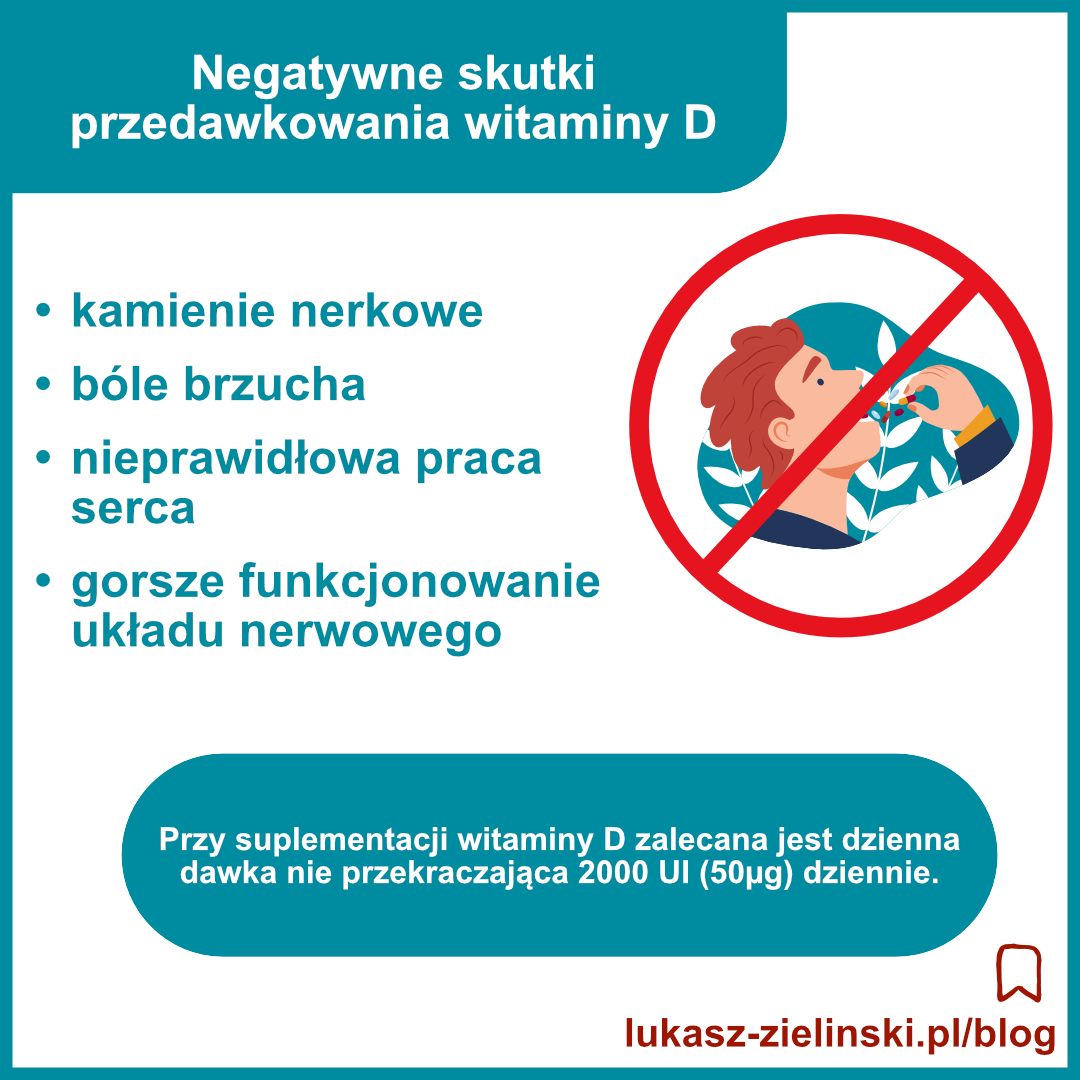 Negatywne skutki
przedawkowania witaminy D
• kamienie nerkowe
• bóle brzucha
• nieprawidłowa praca
serca
• gorsze funkcjonowanie
układu nerwowego
Przy suplementacji witaminy D zalecana jest dzienna
dawka nie przekraczająca 2000 UI (50µg) dziennie.
lukasz-zielinski.pl/blog